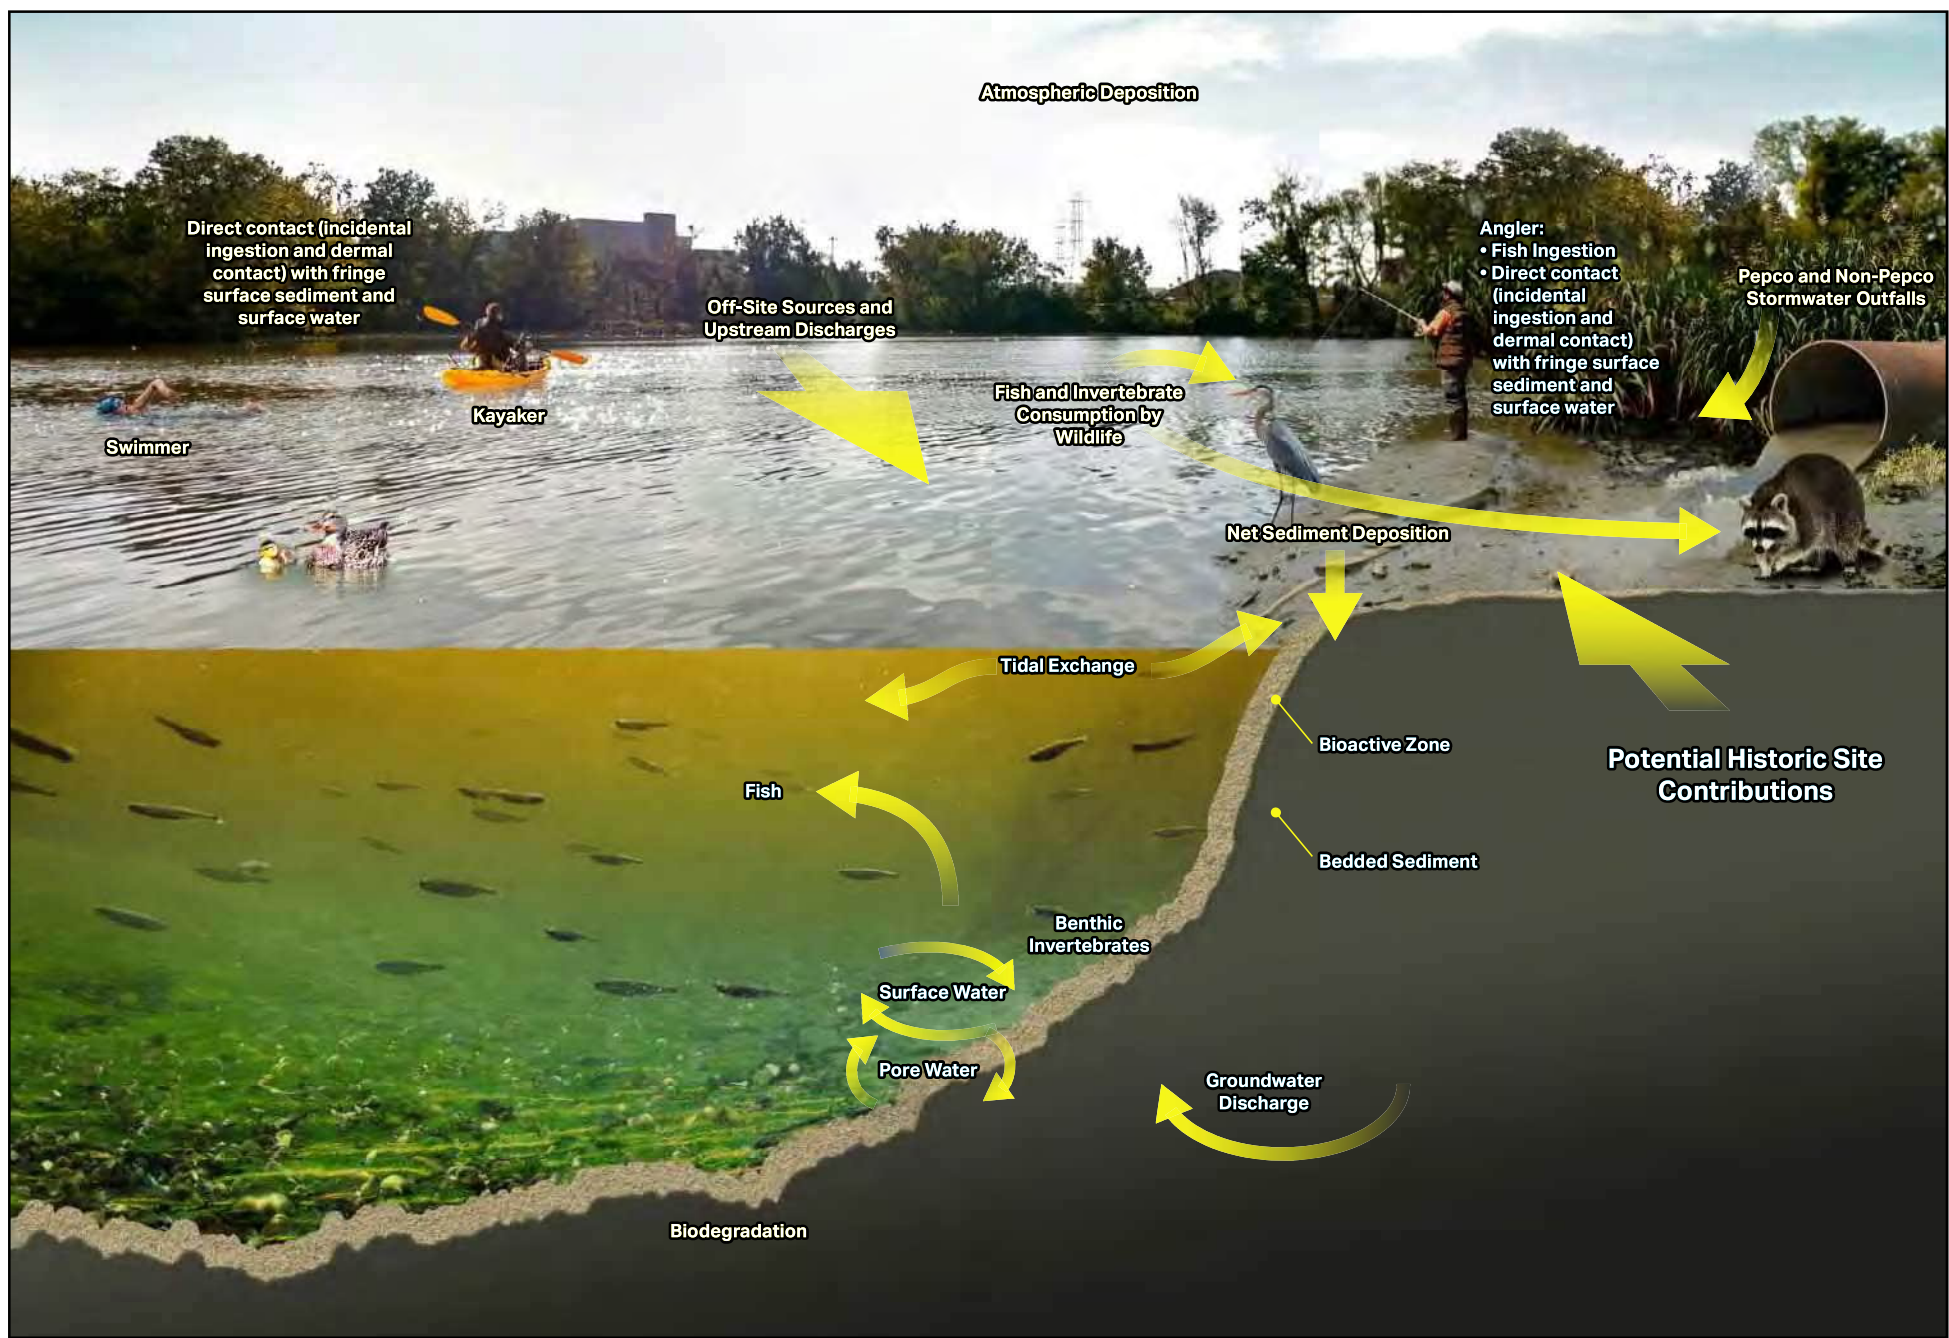 Atmospheric Deposition
Direct contact (incidental
ingestion and dermal
contact) with fringe
surface sediment and
surface water
Angler:
• Fish Ingestion
• Direct contact
(incidental
ingestion and
dermal contact)
with fringe surface
sediment and
surface water
Pepco and Non-Pepco
Stormwater Outfalls
Off-Site Sources and
Upstream Discharges
Kayaker
Swimmer
Fish and Invertebrate
Consumption by
Wildlife
Net Sediment Deposition
Tidal Exchange
Bioactive Zone
Potential Historic Site
Contributions
Fish
Bedded Sediment
Benthic
Invertebrates
Surface Water
Pore Water
Groundwater
Discharge
Biodegradation